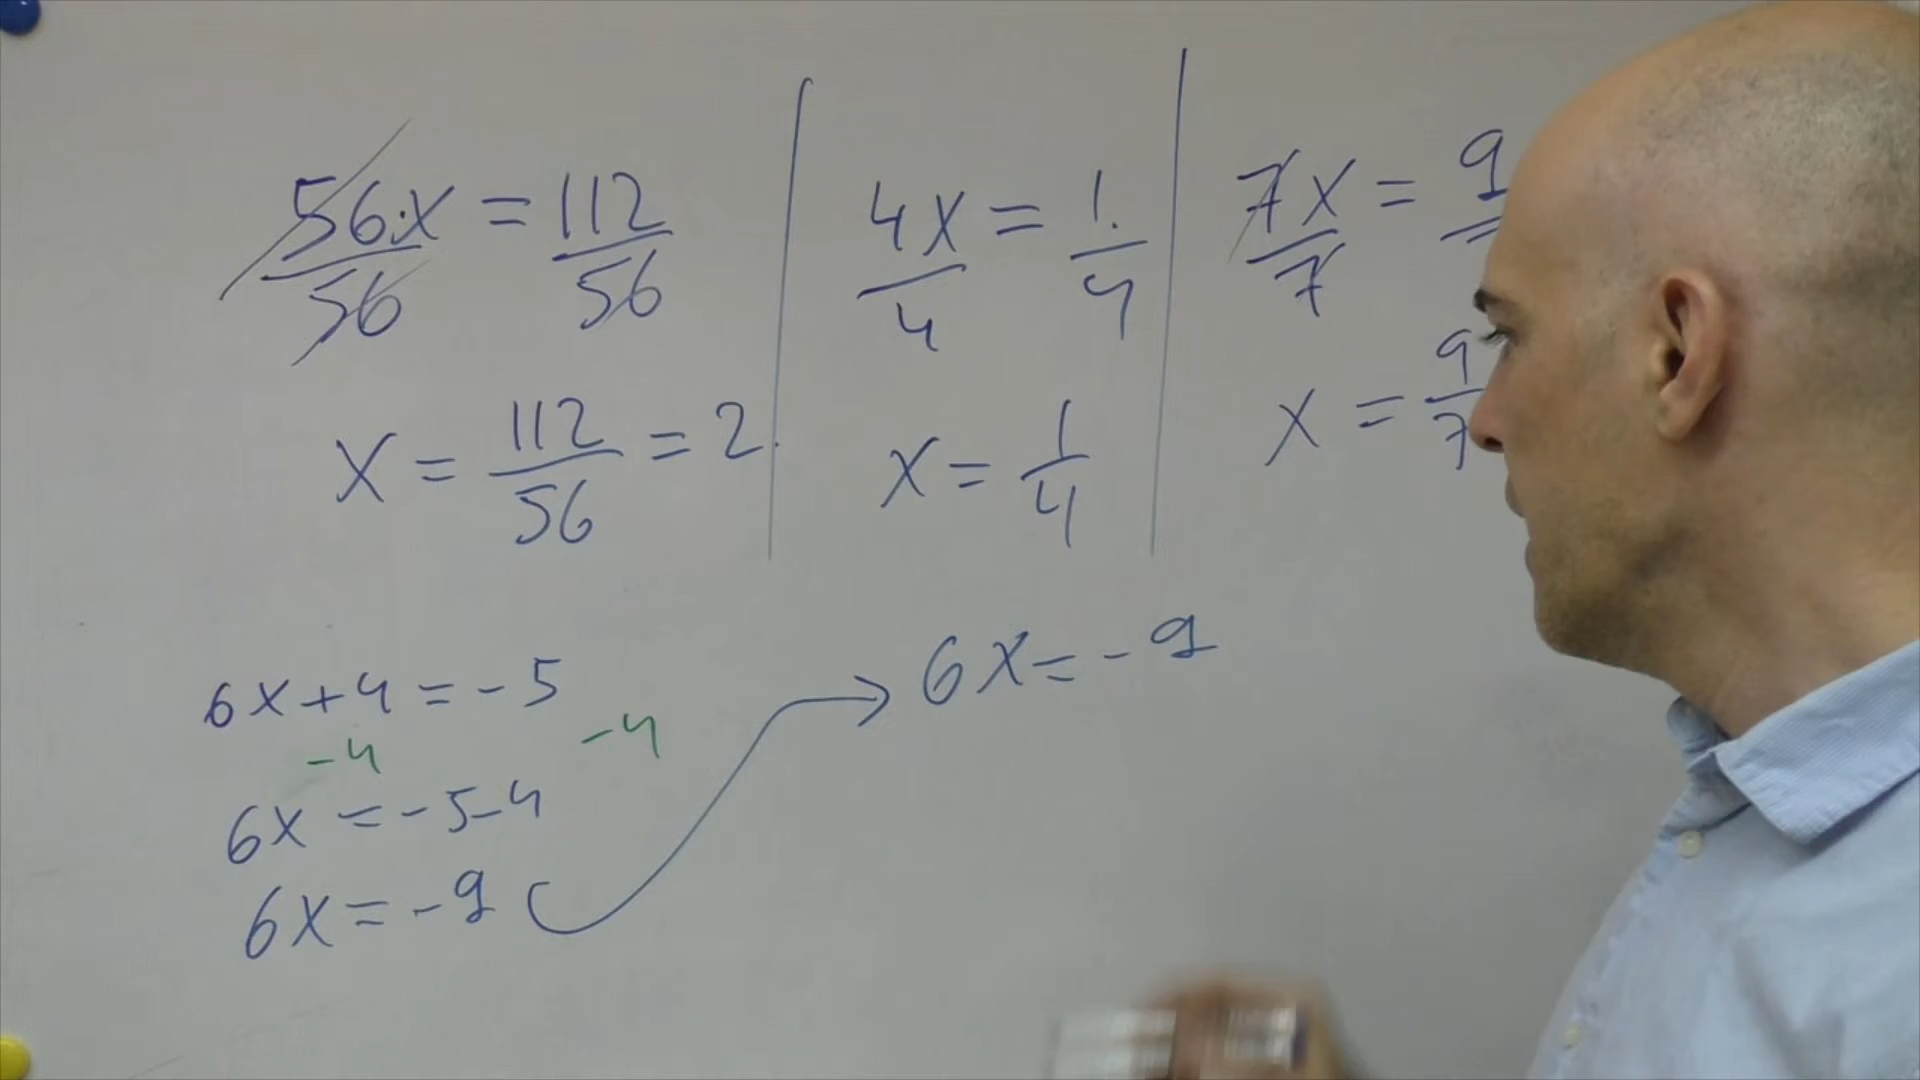 56·x/56 = 112/56
x = 112/56 = 2
4x/4 = 1/4
x = 1/4
7x/7 = 9
x = 9/7
6x+4 = -5
-4 -4
6x = -5-4
6x = -9
6x = -9